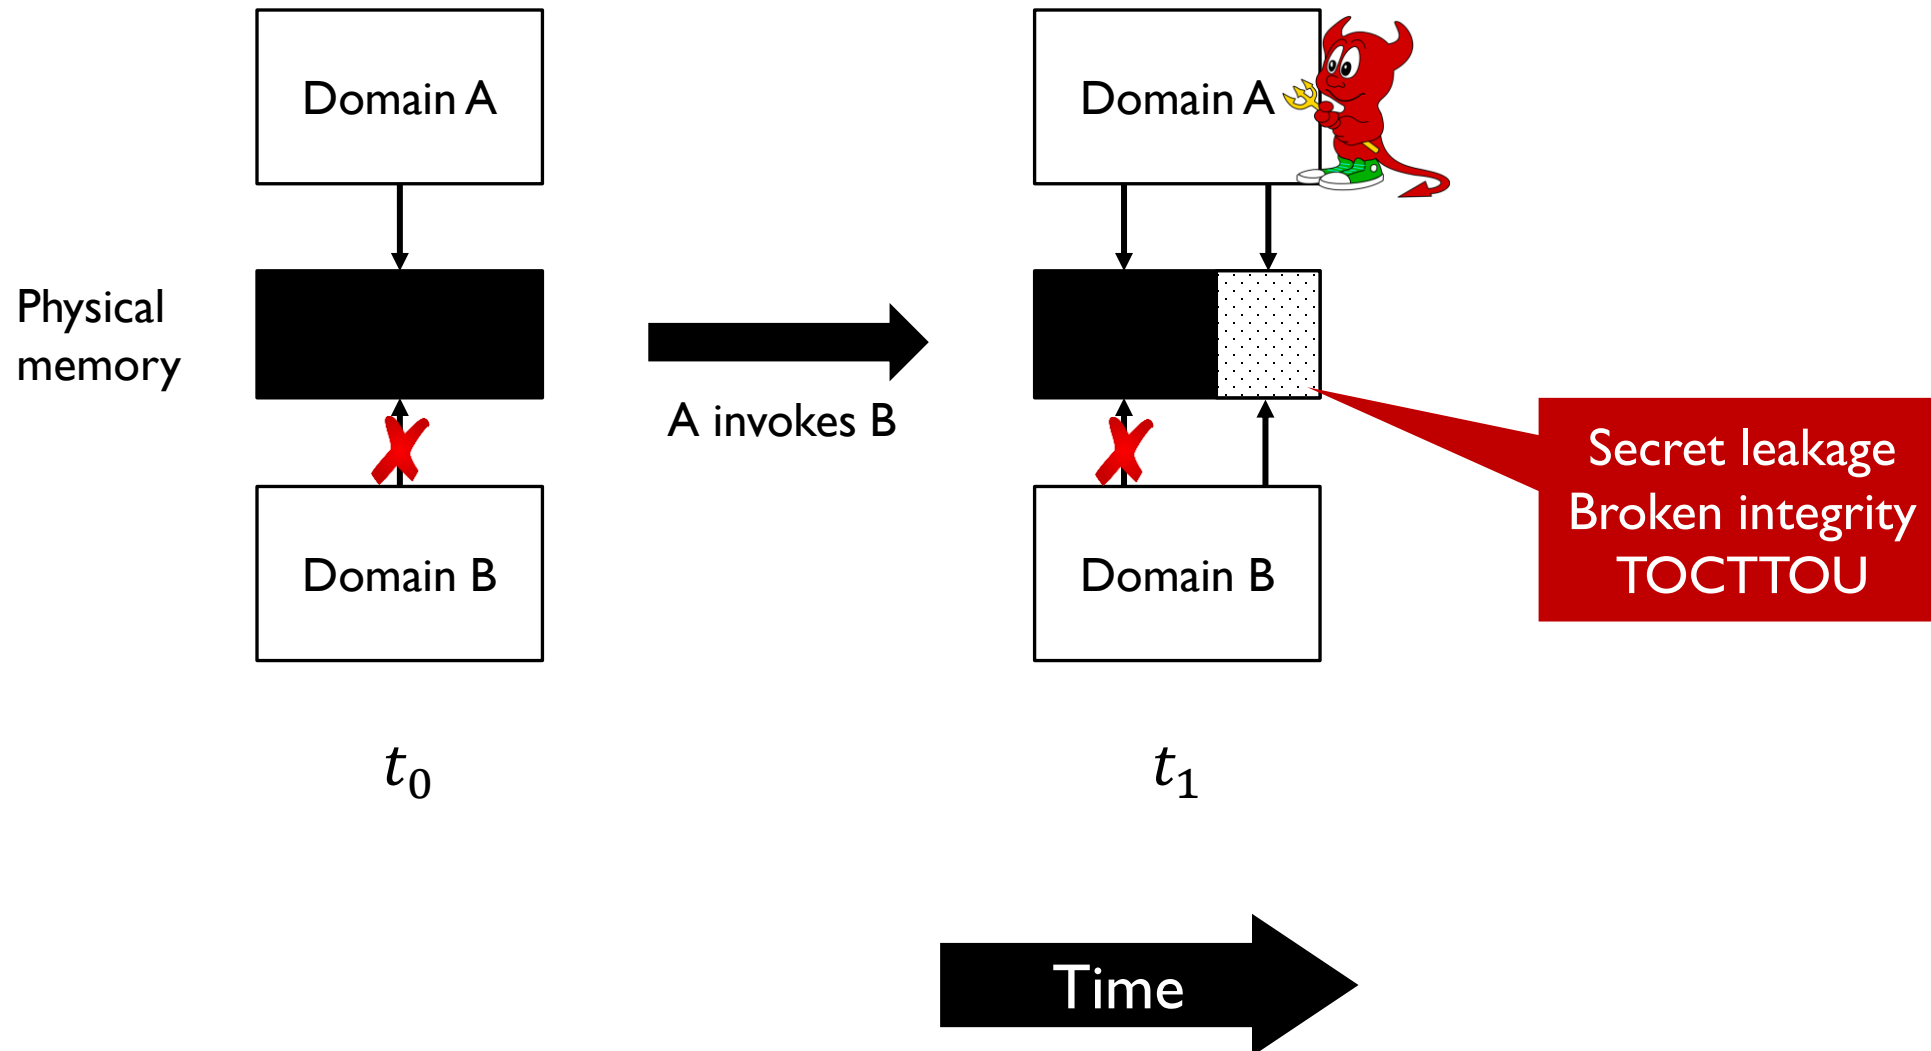 Domain A
Domain A
Physical
memory
A invokes B
Secret leakage
Broken integrity
TOCTTOU
Domain B
Domain B
t₀
t₁
Time